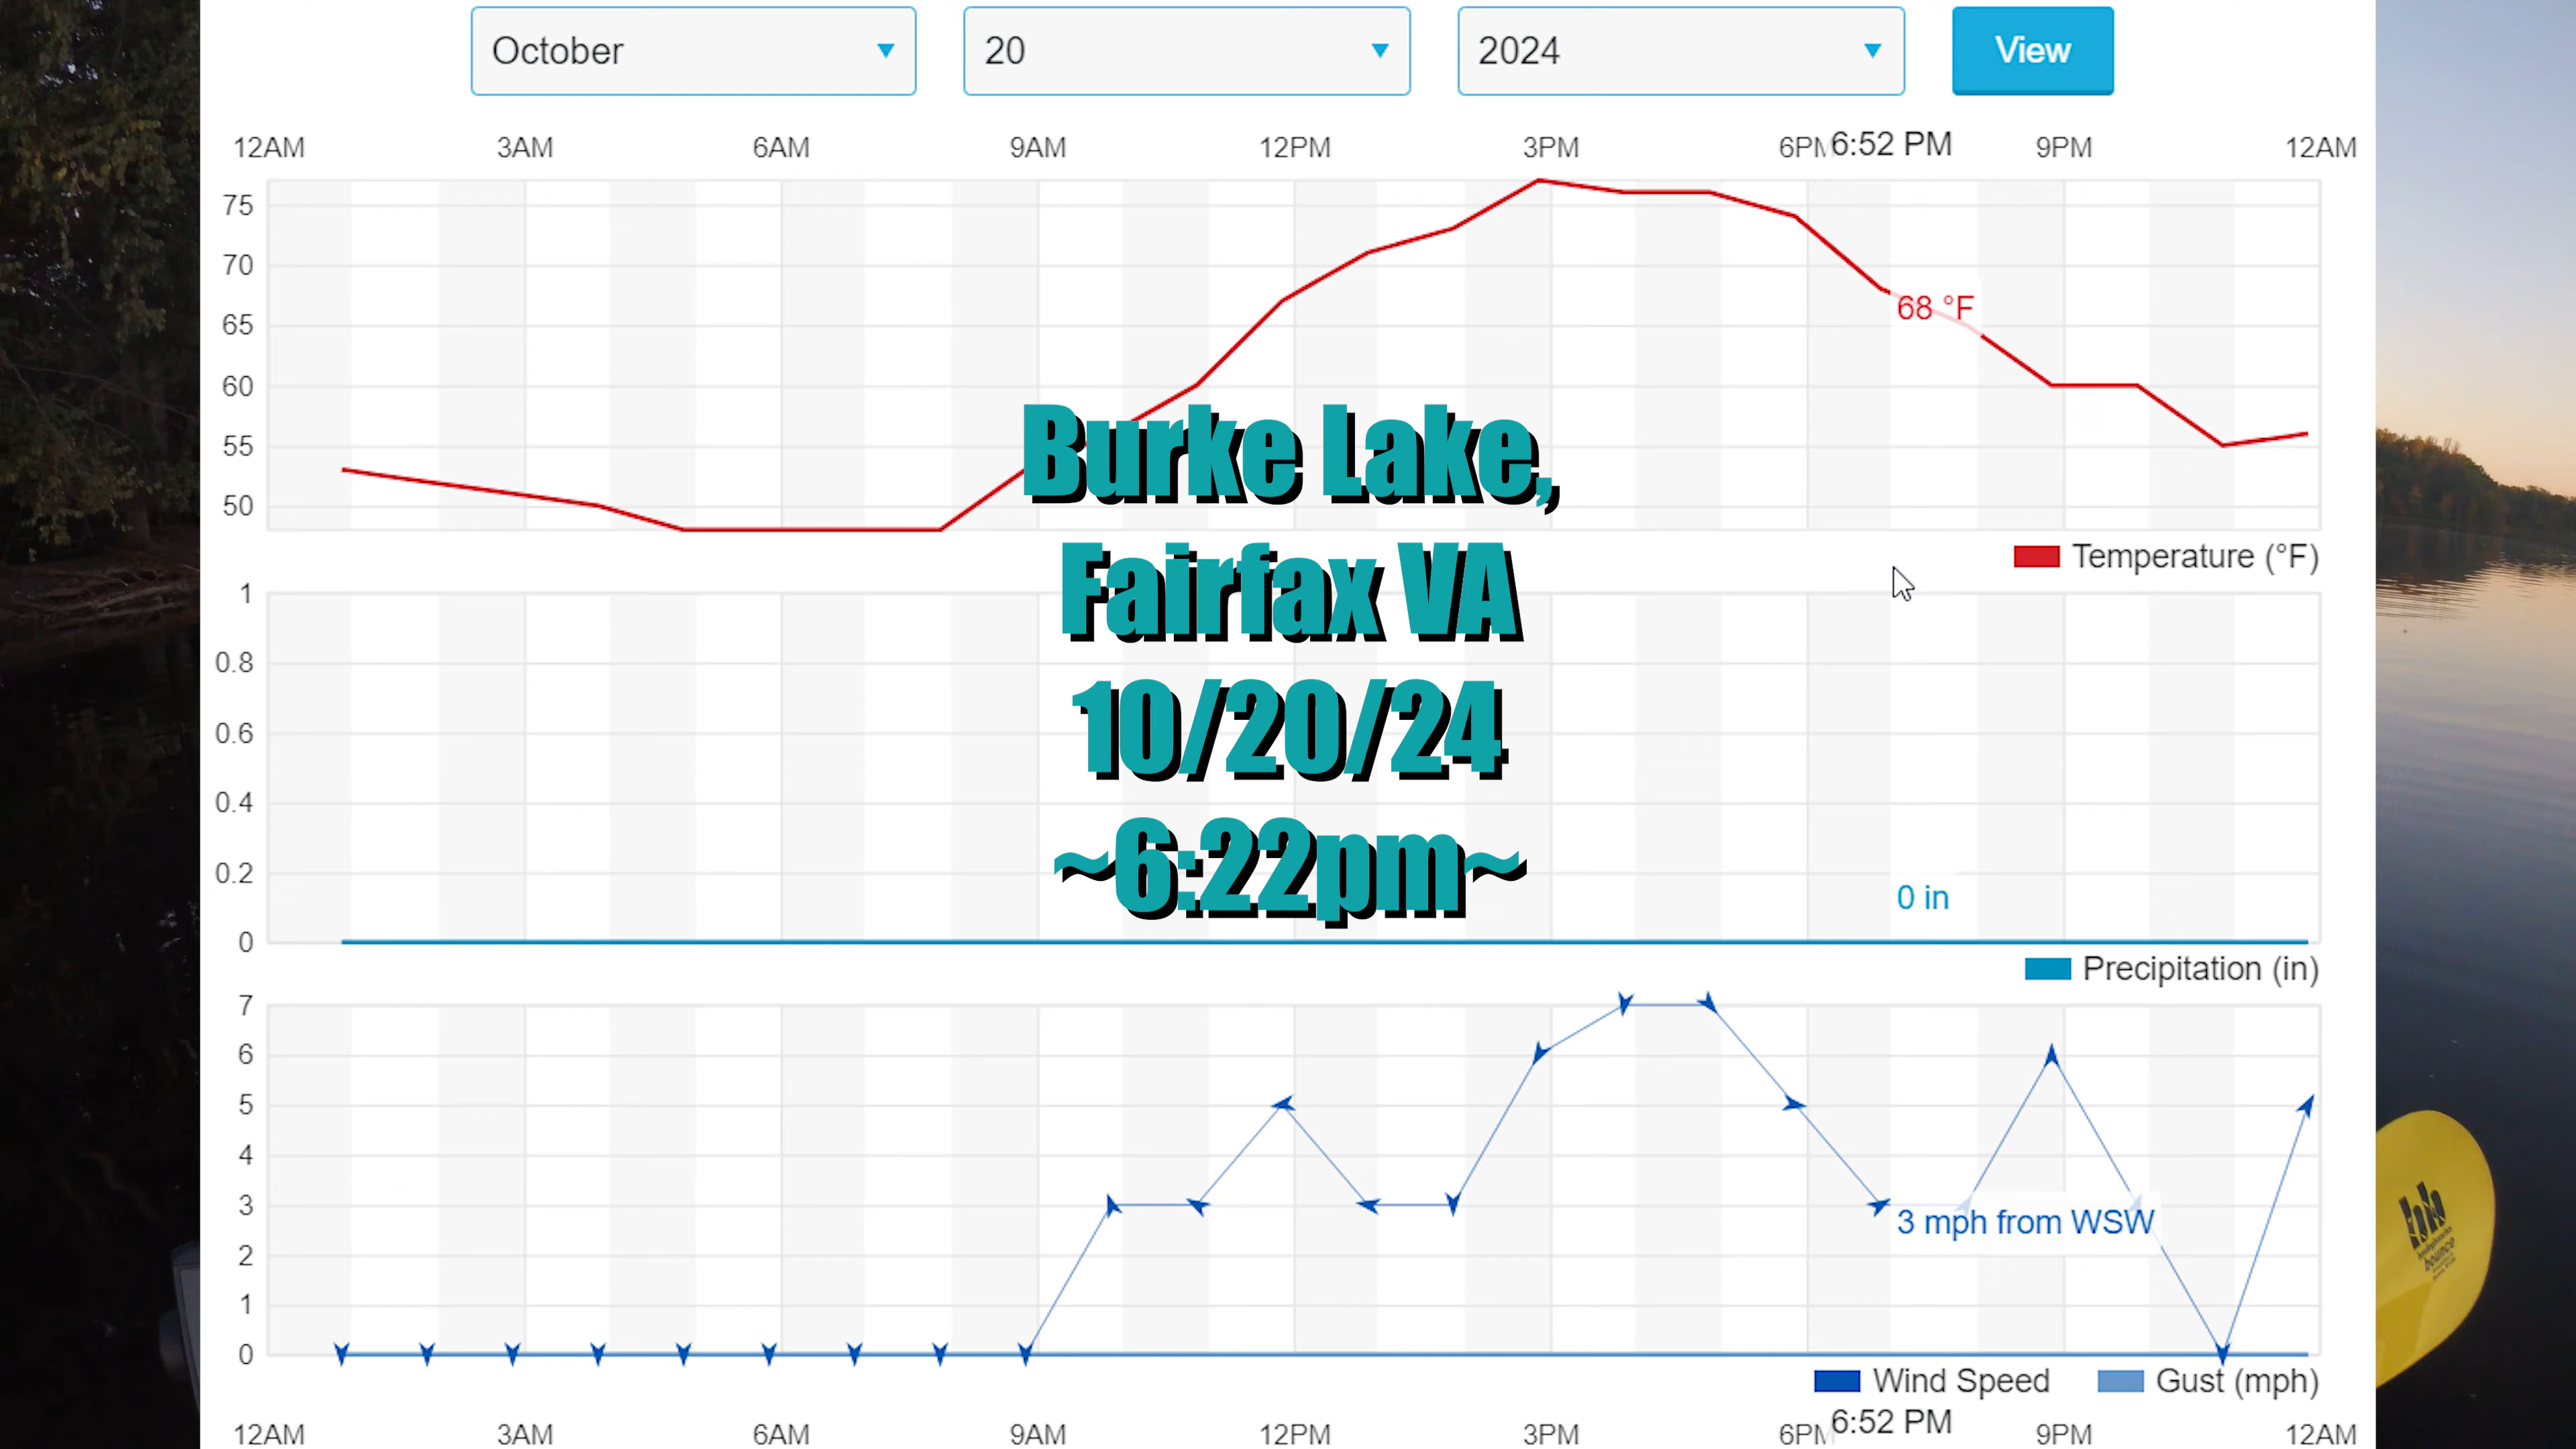 October 20 2024 View
12AM 3AM 6AM 9AM 12PM 3PM 6PM 6:52 PM 9PM 12AM
75
70
65
60
55
50
68 °F
Temperature (°F)
1
0.8
0.6
0.4
0.2
0
0 in
Precipitation (in)
Burke Lake,
Fairfax VA
10/20/24
~6:22pm~
7
6
5
4
3
2
1
0
3 mph from WSW
Wind Speed Gust (mph)
12AM 3AM 6AM 9AM 12PM 3PM 6PM 6:52 PM 9PM 12AM
bounce